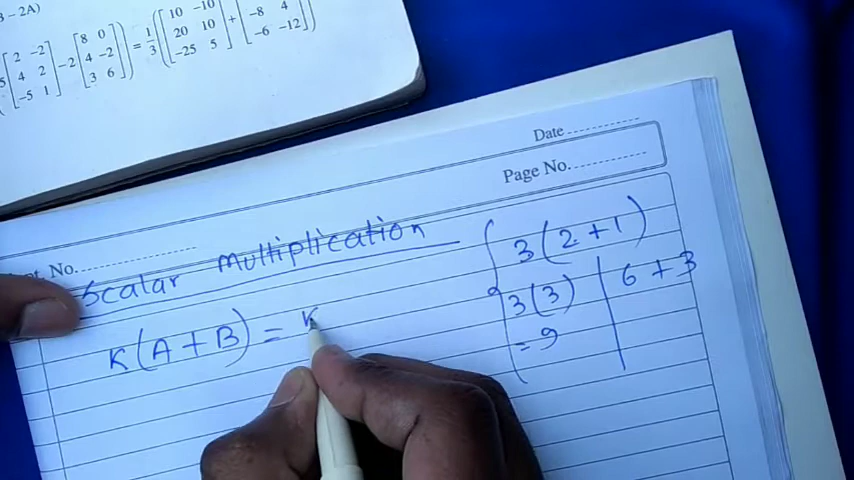 B – 2A)
5[2 -2 4 2 -5 1] -2[8 0 4 -2 3 6]) = 1/3([10 -10 20 10 -25 5] + [-8 4 -6 -12])
Date
Page No.
No.
Scalar Multiplication
K(A+B) = K
3(2+1)
3(3) | 6+3
= 9